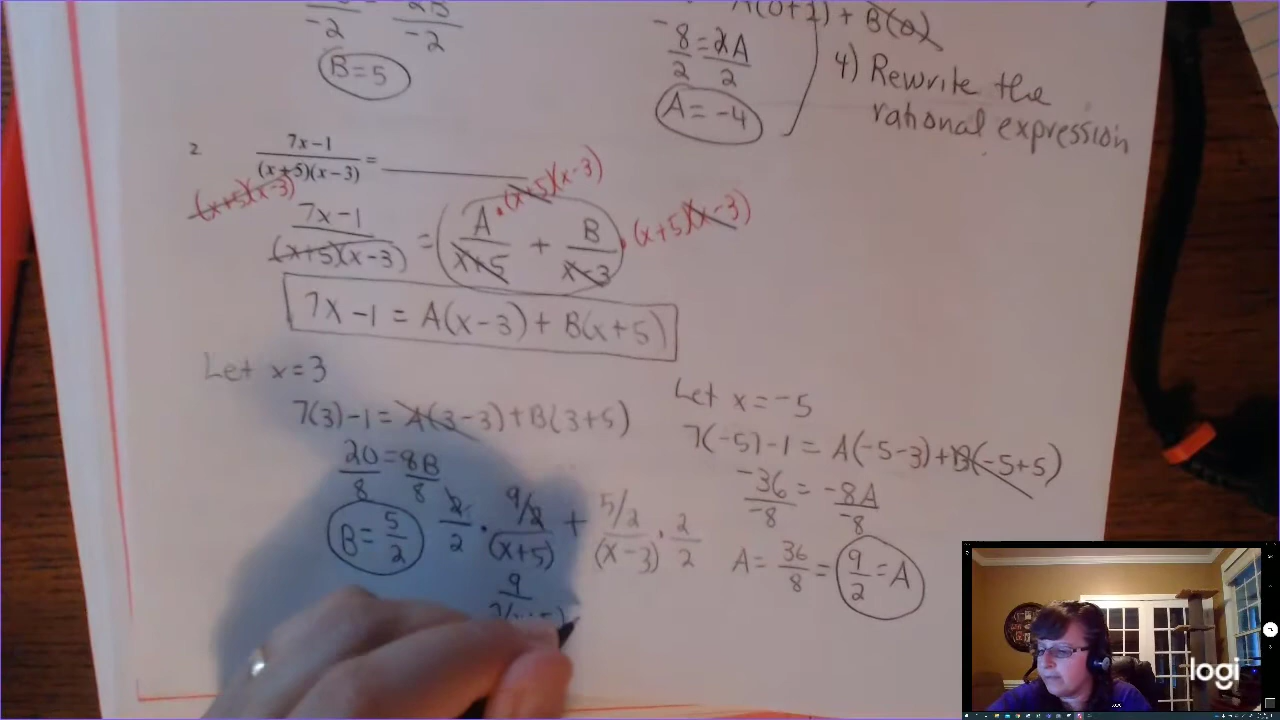 -2   -2
B=5
A(0+2) + B(0)
-8/2 = 2A/2
A = -4
4) Rewrite the
rational expression
2. (7x-1)/((x+5)(x-3)) = __________
(x+5)(x-3)   •(x+5)(x-3)   •(x+5)(x-3)
(7x-1)/((x+5)(x-3)) = (A/(x+5) + B/(x-3))
7x-1 = A(x-3) + B(x+5)
Let x=3
7(3)-1 = A(3-3)+B(3+5)
20/8 = 8B/8
B = 5/2
Let x = -5
7(-5)-1 = A(-5-3)+B(-5+5)
-36/-8 = -8A/-8
A = 36/8 = 9/2 = A
2/2 • (9/2)/(x+5) + (5/2)/(x-3) • 2/2
9
logi